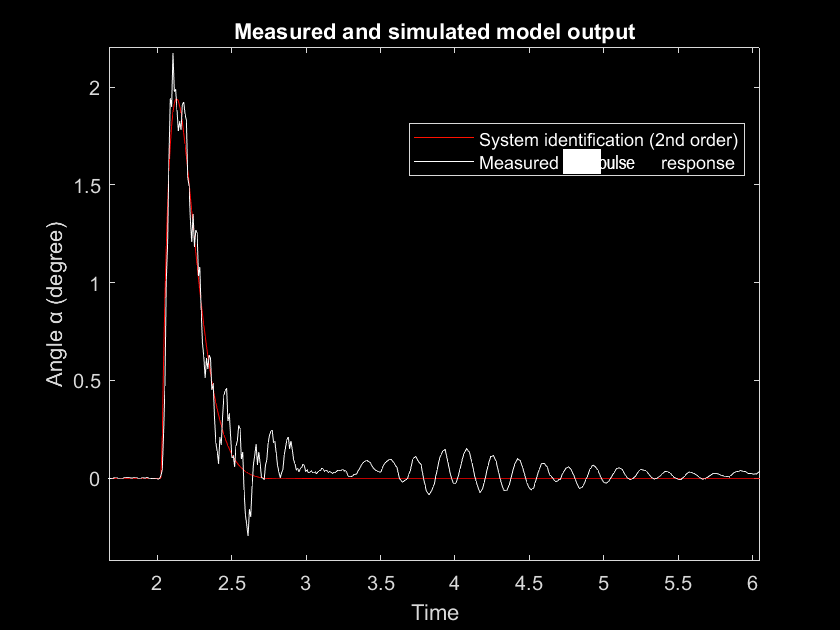 Measured and simulated model output
System identification (2nd order)
Measured response
2
1.5
1
0.5
0
Angle α (degree)
2
2.5
3
3.5
4
4.5
5
5.5
6
Time